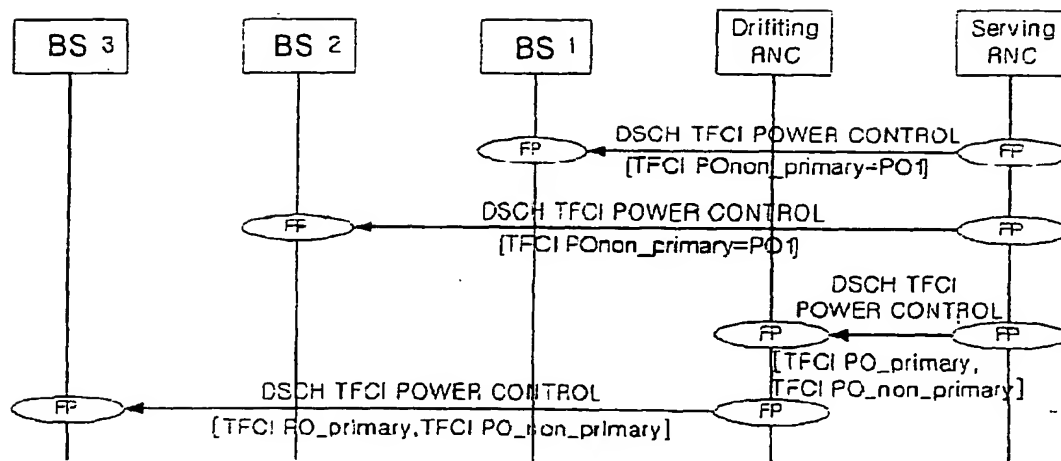 BS 3
BS 2
BS 1
Drifiting
RNC
Serving
RNC
DSCH TFCI POWER CONTROL
FP
FP
[TFCI POnon_primary=PO1]
DSCH TFCI POWER CONTROL
FP
FP
[TFCI POnon_primary=PO1]
DSCH TFCI
POWER CONTROL
FP
FP
[TFCI PO_primary,
TFCI PO_non_primary]
DSCH TFCI POWER CONTROL
FP
FP
[TFCI PO_primary,TFCI PO_non_primary]